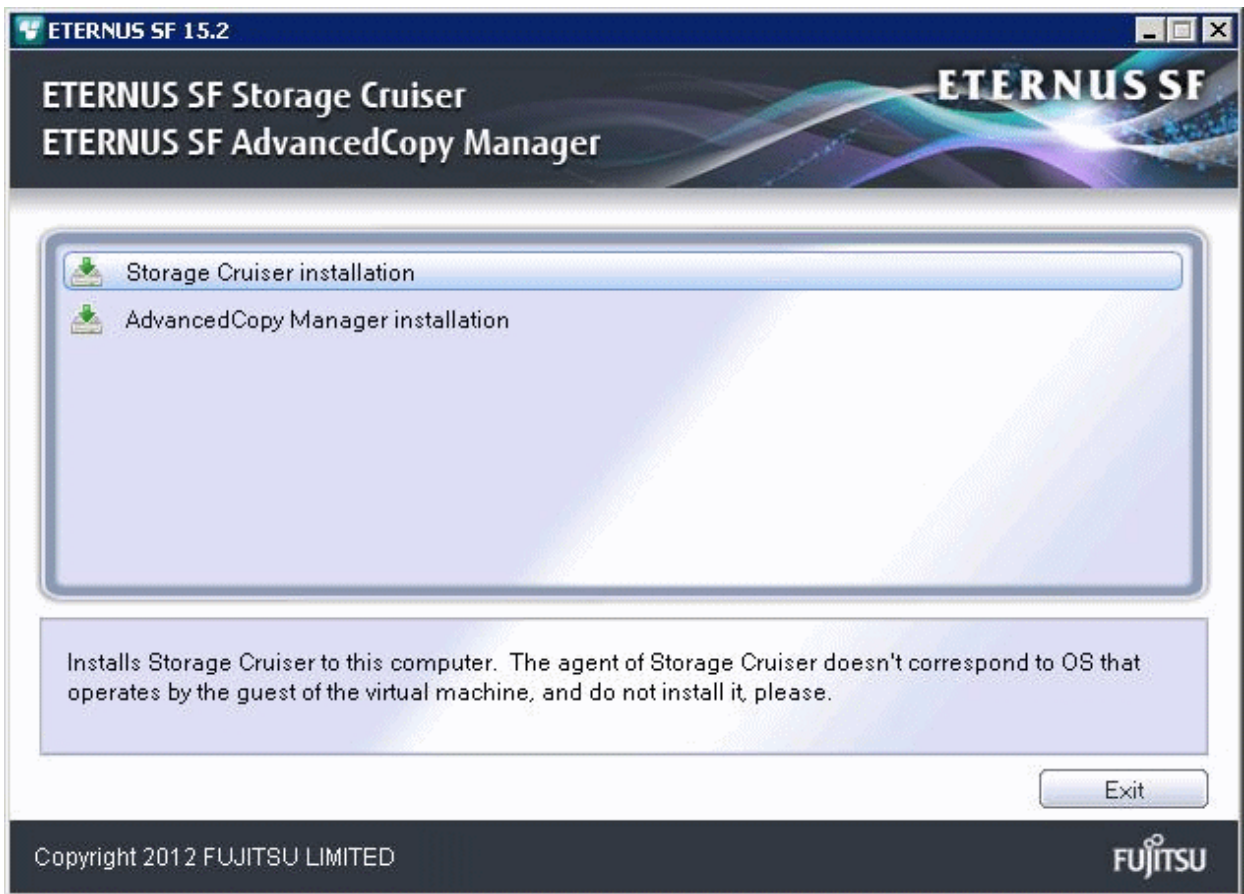 ETERNUS SF 15.2
ETERNUS SF Storage Cruiser
ETERNUS SF AdvancedCopy Manager
ETERNUS SF
Storage Cruiser installation
AdvancedCopy Manager installation
Installs Storage Cruiser to this computer. The agent of Storage Cruiser doesn't correspond to OS that
operates by the guest of the virtual machine, and do not install it, please.
Exit
Copyright 2012 FUJITSU LIMITED
FUJITSU